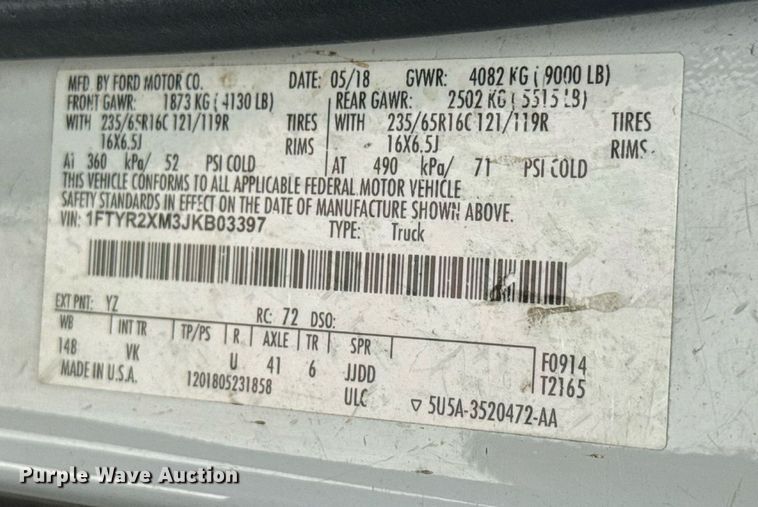 MFD. BY FORD MOTOR CO. DATE: 05/18 GVWR: 4082 KG ( 9000 LB)
FRONT GAWR: 1873 KG ( 4130 LB) REAR GAWR: 2502 KG ( 5515 LB)
WITH 235/65R16C 121/119R TIRES WITH 235/65R16C 121/119R TIRES
16X6.5J RIMS 16X6.5J RIMS
AT 360 kPa/ 52 PSI COLD AT 490 kPa/ 71 PSI COLD
THIS VEHICLE CONFORMS TO ALL APPLICABLE FEDERAL MOTOR VEHICLE
SAFETY STANDARDS IN EFFECT ON THE DATE OF MANUFACTURE SHOWN ABOVE.
VIN: 1FTYR2XM3JKB03397 TYPE: Truck
EXT PNT: YZ RC: 72 DSO:
WB INT TR TP/PS R AXLE TR SPR F0914
148 VK U 41 6 JJDD T2165
MADE IN U.S.A. 1201805231858 ULC ▽ 5U5A-3520472-AA
Purple Wave Auction